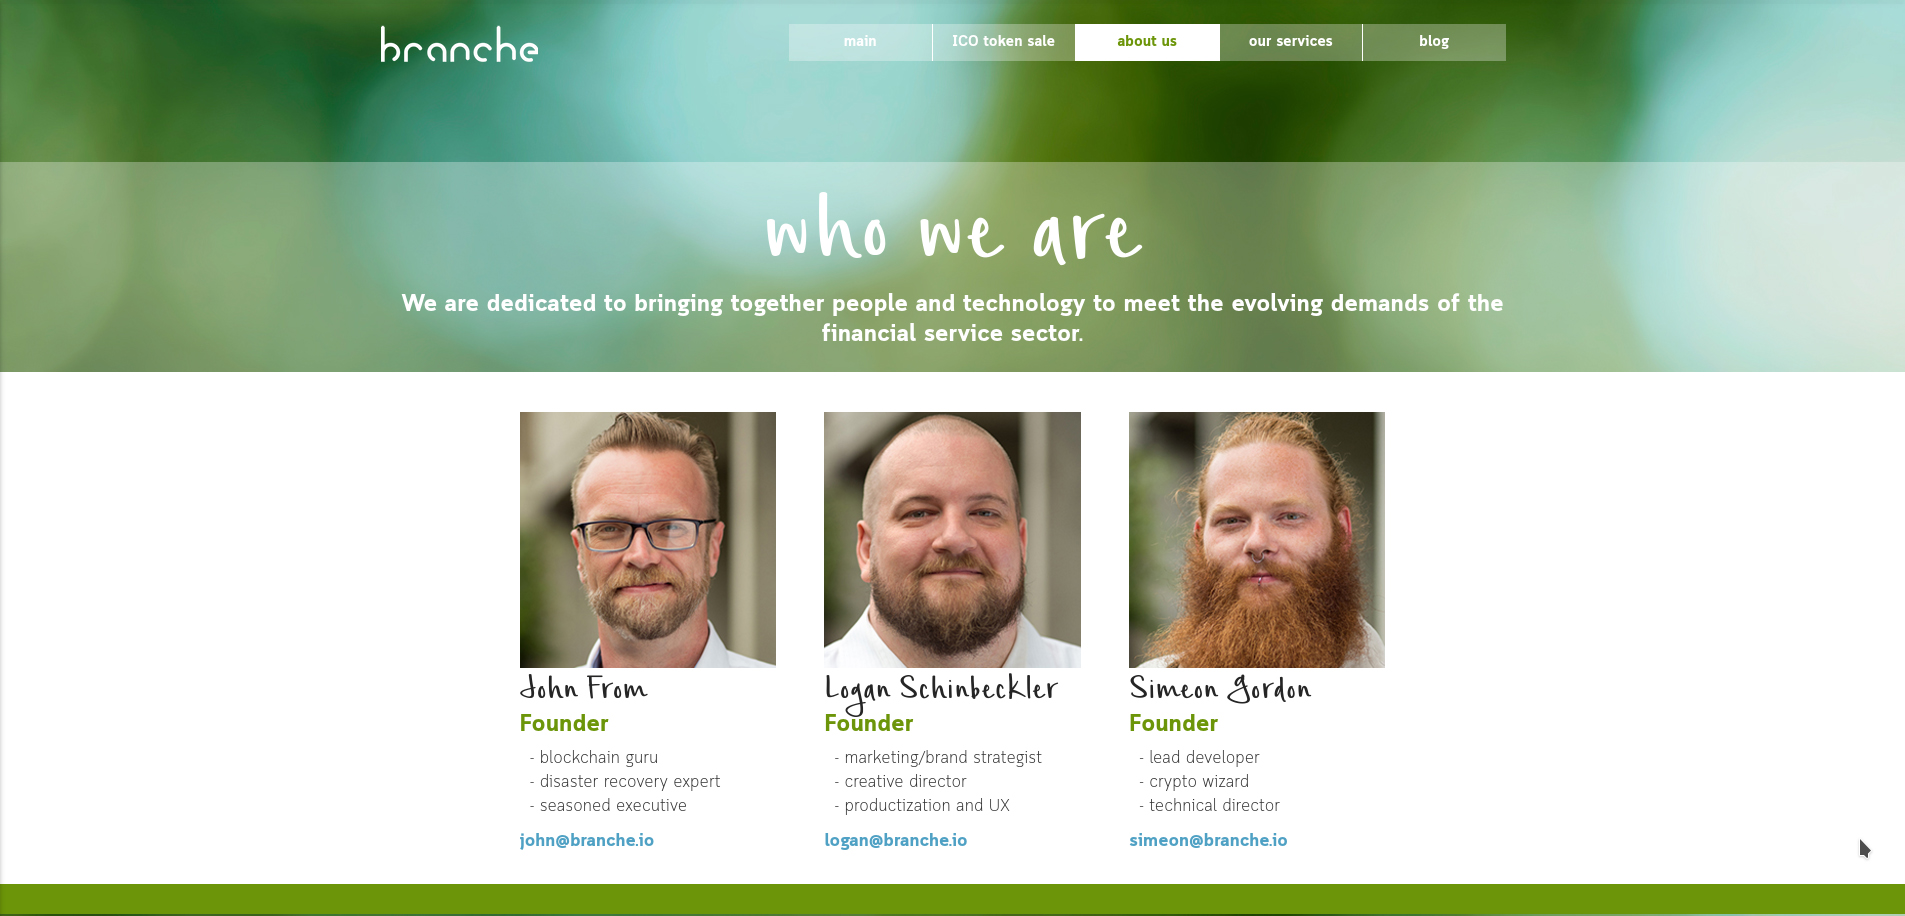 branche
main
ICO token sale
about us
our services
blog
who we are
We are dedicated to bringing together people and technology to meet the evolving demands of the
financial service sector.
John From
Founder
- blockchain guru
- disaster recovery expert
- seasoned executive
john@branche.io
Logan Schinbeckler
Founder
- marketing/brand strategist
- creative director
- productization and UX
logan@branche.io
Simeon Gordon
Founder
- lead developer
- crypto wizard
- technical director
simeon@branche.io